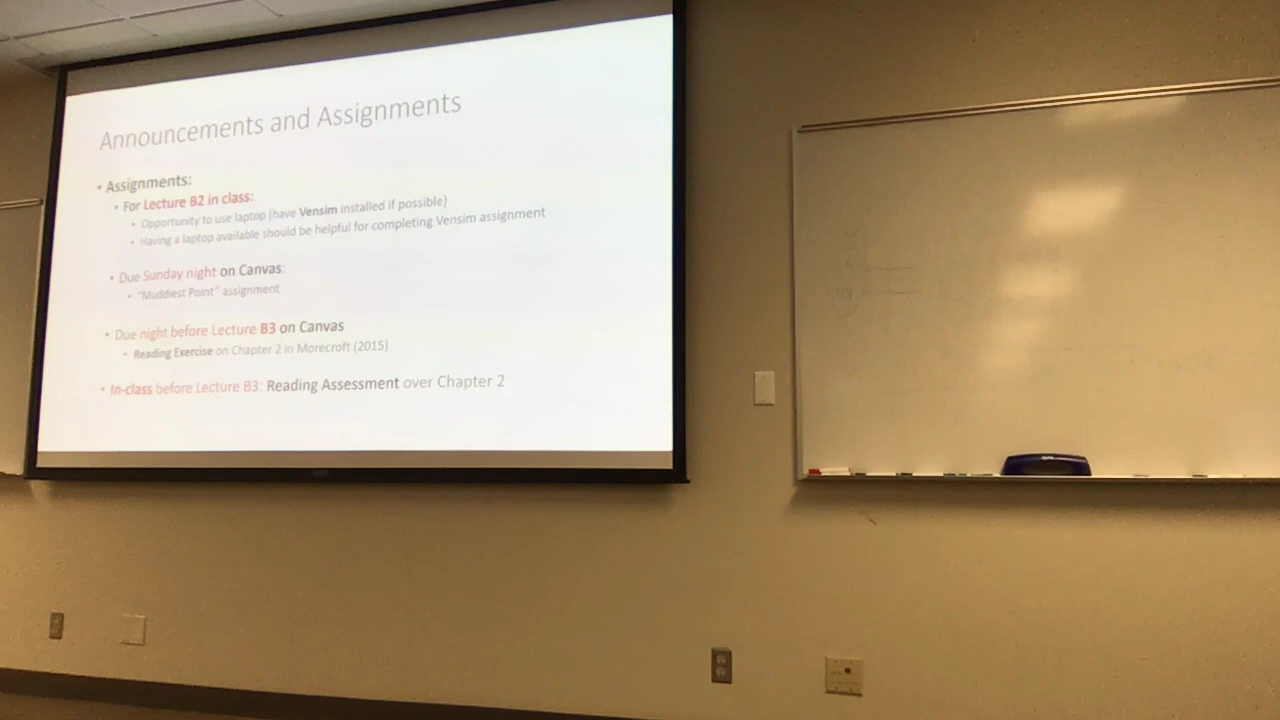 Announcements and Assignments
• Assignments:
• For Lecture B2 in class:
• Opportunity to use laptop (have Vensim installed if possible)
• Having a laptop available should be helpful for completing Vensim assignment
• Due Sunday night on Canvas:
• "Muddiest Point" assignment
• Due night before Lecture B3 on Canvas
• Reading Exercise on Chapter 2 in Morecroft (2015)
• In-class before Lecture B3: Reading Assessment over Chapter 2